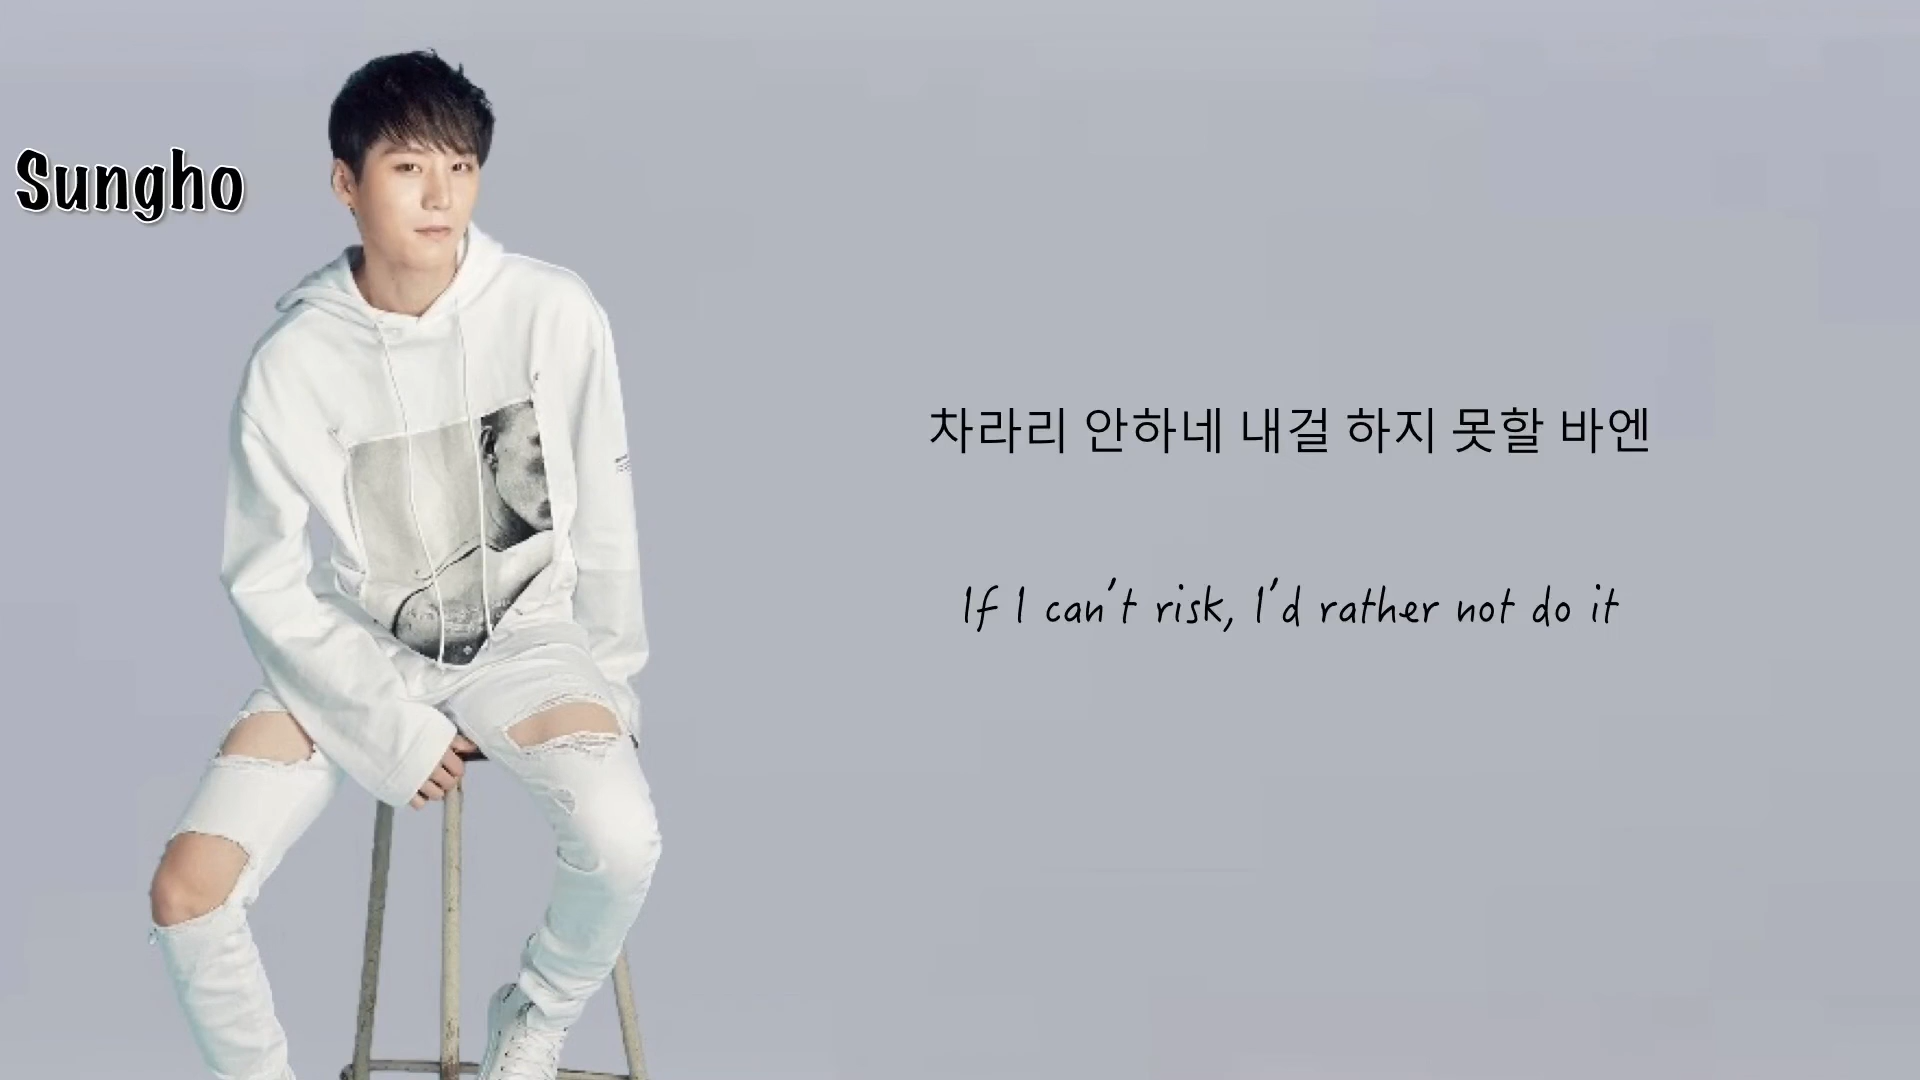 Sungho
차라리 안하네 내걸 하지 못할 바엔
If I can't risk, I'd rather not do it